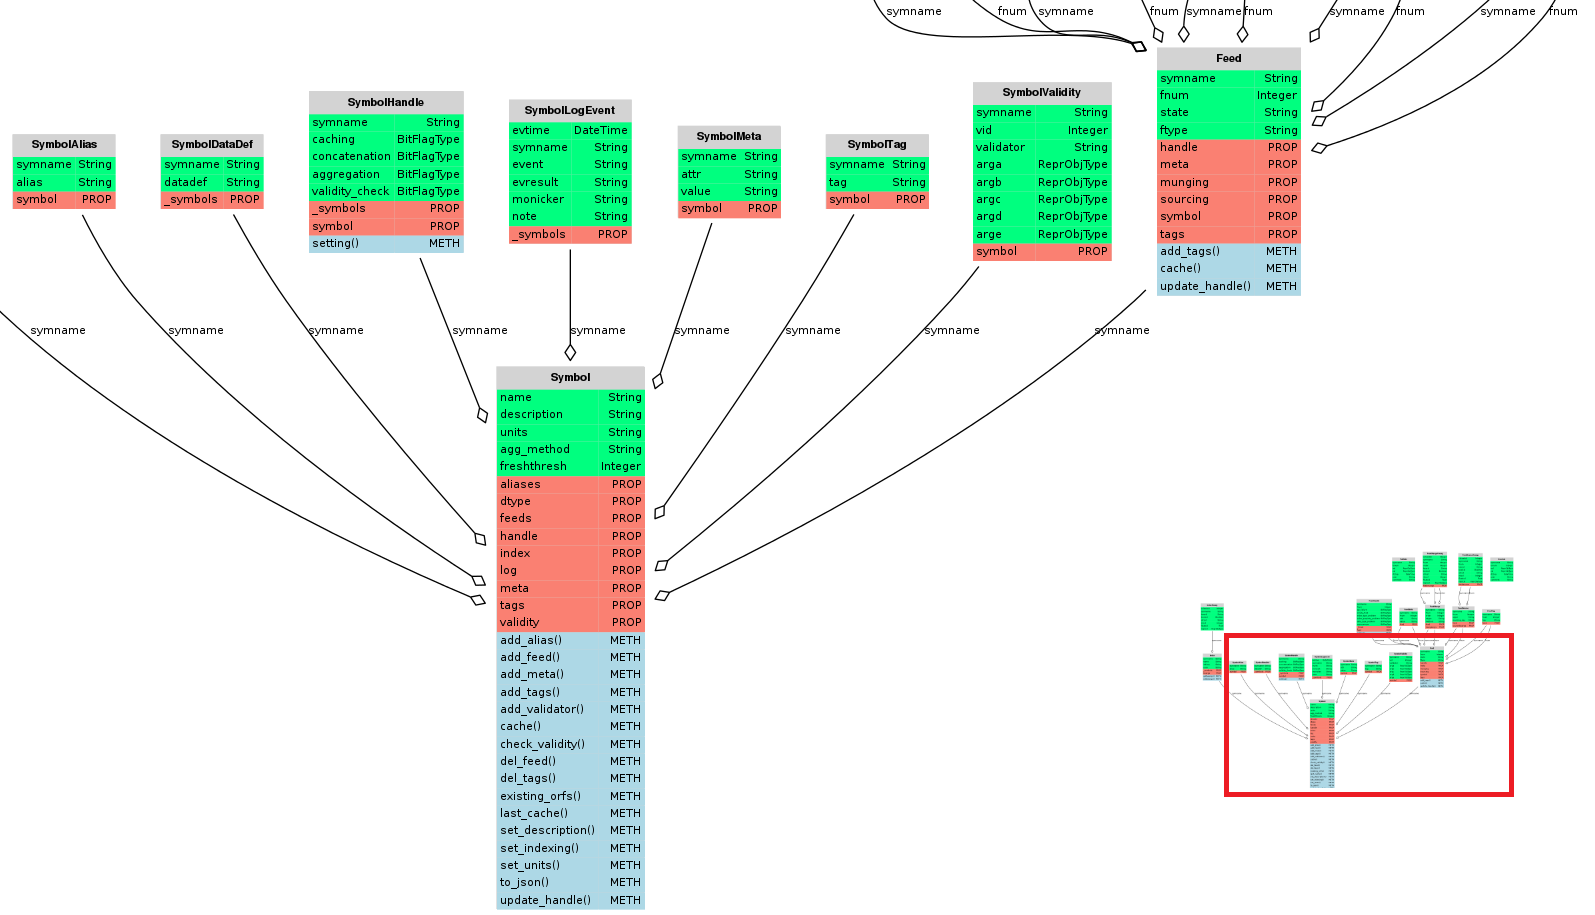 symname fnum symname fnum symname fnum symname fnum symname fnum
SymbolAlias
symname String
alias String
symbol PROP
SymbolDataDef
symname String
datadef String
_symbols PROP
SymbolHandle
symname String
caching BitFlagType
concatenation BitFlagType
aggregation BitFlagType
validity_check BitFlagType
_symbols PROP
symbol PROP
setting() METH
SymbolLogEvent
evtime DateTime
symname String
event String
evresult String
monicker String
note String
_symbols PROP
SymbolMeta
symname String
attr String
value String
symbol PROP
SymbolTag
symname String
tag String
symbol PROP
SymbolValidity
symname String
vid Integer
validator String
arga ReprObjType
argb ReprObjType
argc ReprObjType
argd ReprObjType
arge ReprObjType
symbol PROP
Feed
symname String
fnum Integer
state String
ftype String
handle PROP
meta PROP
munging PROP
sourcing PROP
symbol PROP
tags PROP
add_tags() METH
cache() METH
update_handle() METH
symname symname symname symname symname symname symname symname symname
Symbol
name String
description String
units String
agg_method String
freshthresh Integer
aliases PROP
dtype PROP
feeds PROP
handle PROP
index PROP
log PROP
meta PROP
tags PROP
validity PROP
add_alias() METH
add_feed() METH
add_meta() METH
add_tags() METH
add_validator() METH
cache() METH
check_validity() METH
del_feed() METH
del_tags() METH
existing_orfs() METH
last_cache() METH
set_description() METH
set_indexing() METH
set_units() METH
to_json() METH
update_handle() METH